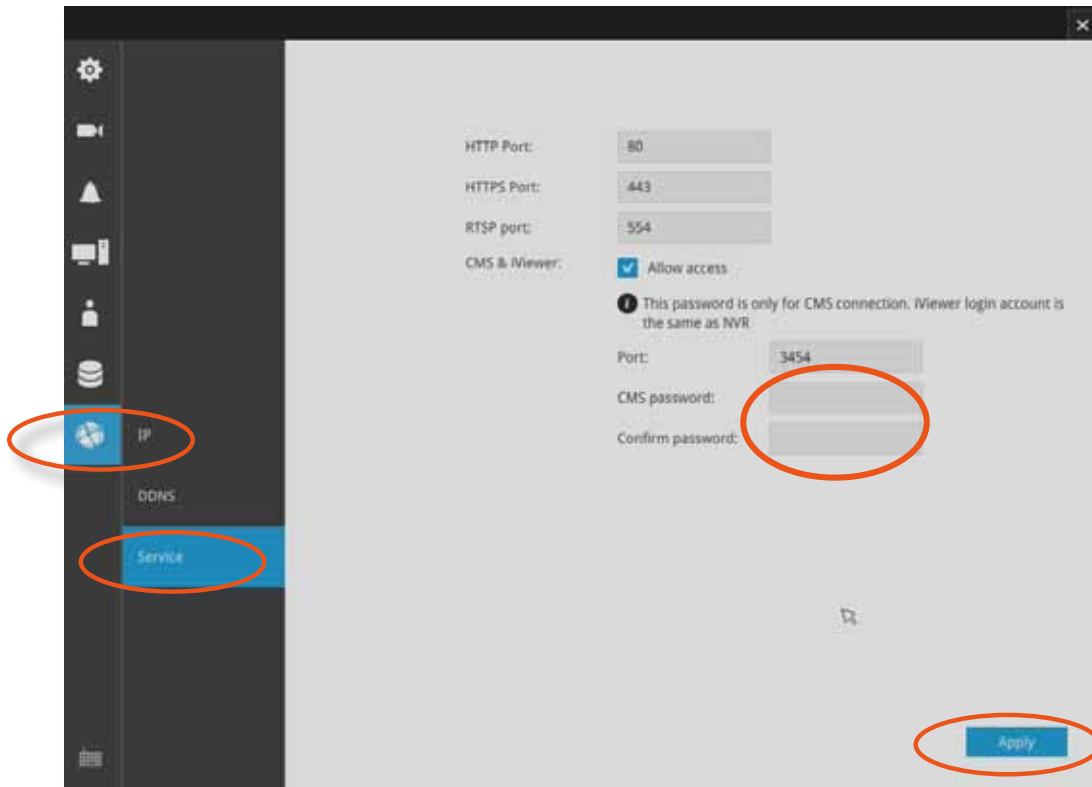 HTTP Port: 80
HTTPS Port: 443
RTSP port: 554
CMS & iViewer: Allow access
This password is only for CMS connection. iViewer login account is
the same as NVR
Port: 3454
CMS password:
IP
Confirm password:
DDNS
Service
Apply